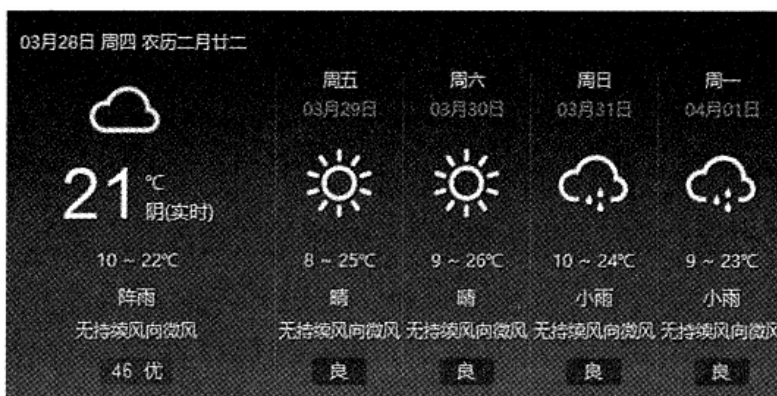 03月28日 周四 农历二月廿二
21
℃
阴(实时)
10 ~ 22℃
阵雨
无持续风向微风
46 优
周五
03月29日
8 ~ 25℃
晴
无持续风向微风
良
周六
03月30日
9 ~ 26℃
晴
无持续风向微风
良
周日
03月31日
10 ~ 24℃
小雨
无持续风向微风
良
周一
04月01日
9 ~ 23℃
小雨
无持续风向微风
良